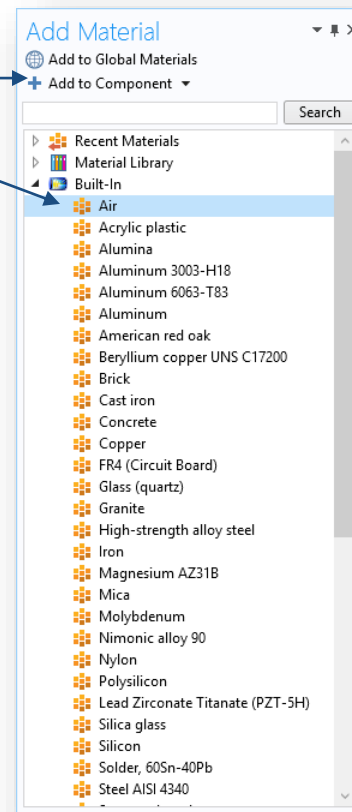 Add Material
Add to Global Materials
Add to Component
Search
Recent Materials
Material Library
Built-In
Air
Acrylic plastic
Alumina
Aluminum 3003-H18
Aluminum 6063-T83
Aluminum
American red oak
Beryllium copper UNS C17200
Brick
Cast iron
Concrete
Copper
FR4 (Circuit Board)
Glass (quartz)
Granite
High-strength alloy steel
Iron
Magnesium AZ31B
Mica
Molybdenum
Nimonic alloy 90
Nylon
Polysilicon
Lead Zirconate Titanate (PZT-5H)
Silica glass
Silicon
Solder, 60Sn-40Pb
Steel AISI 4340